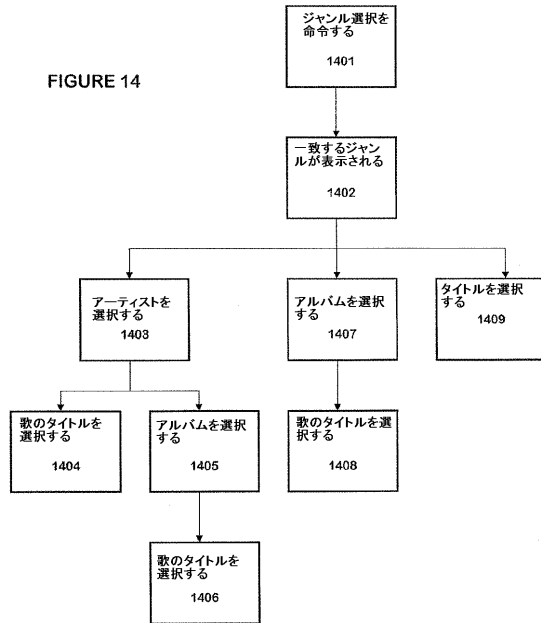 ジャンル選択を
命令する
1401
FIGURE 14
一致するジャン
ルが表示される
1402
アーティストを
選択する
1403
アルバムを選択
する
1407
タイトルを選択
する
1409
歌のタイトルを
選択する
1404
アルバムを選択
する
1405
歌のタイトルを選
択する
1408
歌のタイトルを
選択する
1406